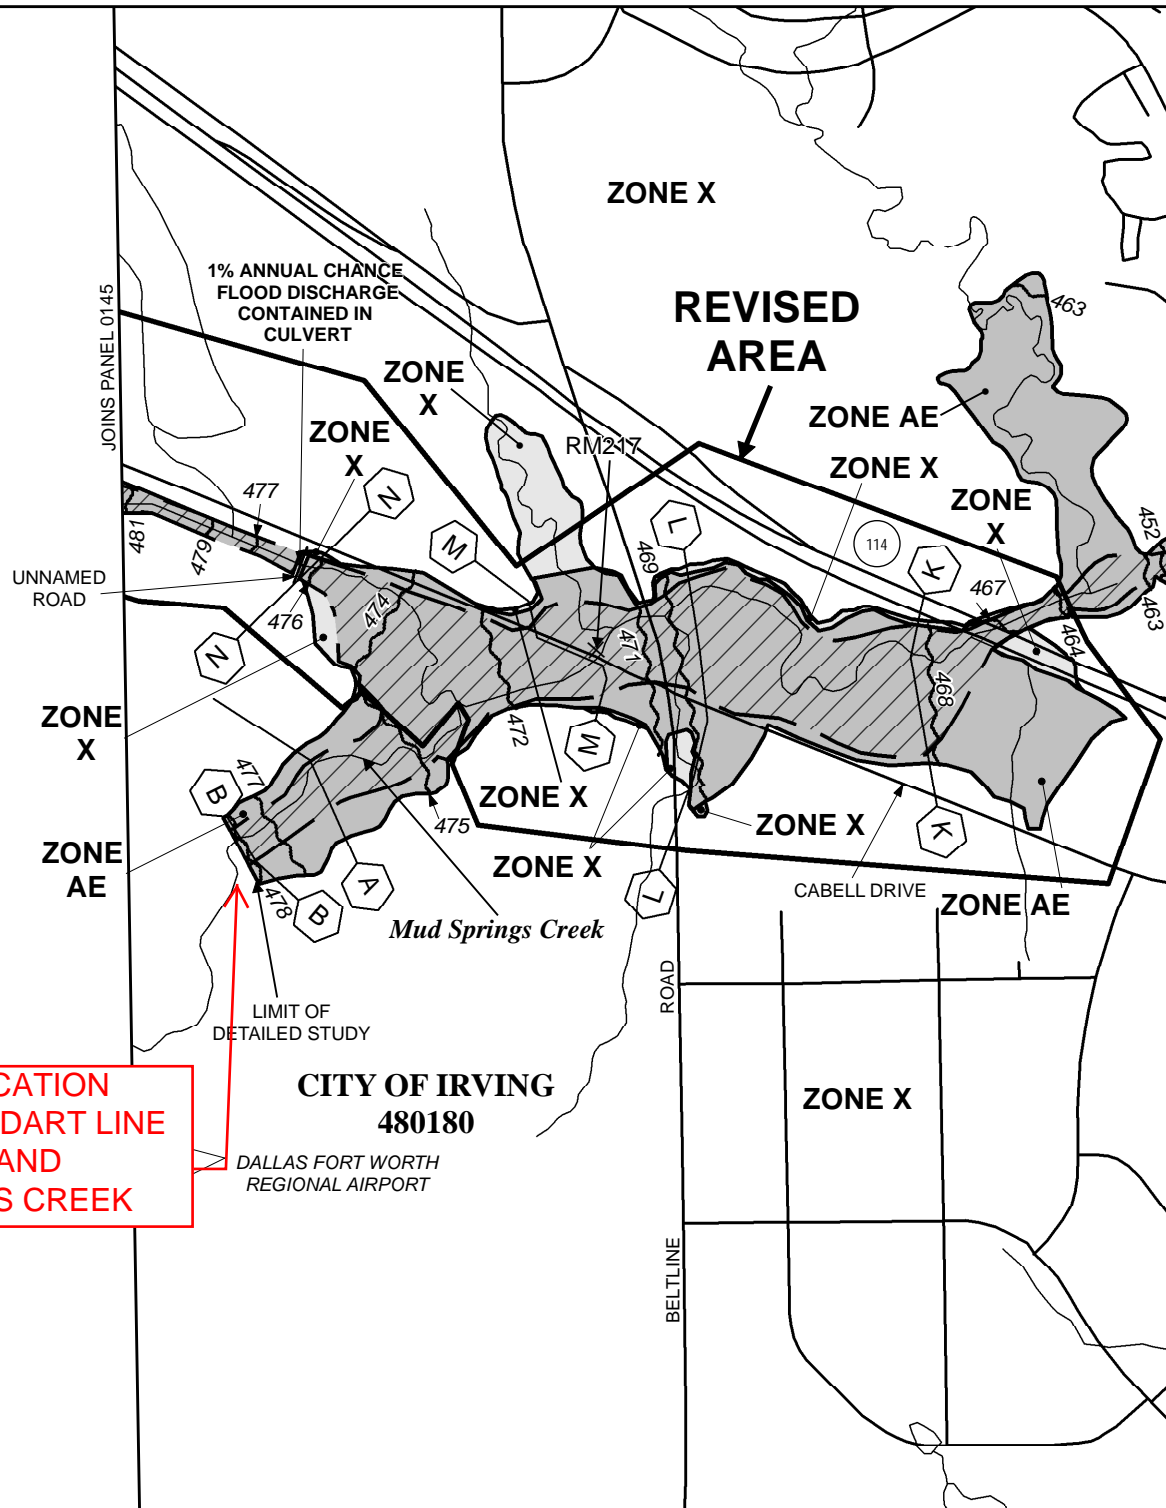 ZONE X
1% ANNUAL CHANCE
FLOOD DISCHARGE
CONTAINED IN
CULVERT
JOINS PANEL 0145
REVISED
AREA
463
ZONE
X
ZONE AE
ZONE
X
RM217
ZONE X
ZONE
X
477
N
L
114
K
452
481
479
M
469
467
463
UNNAMED
ROAD
476
474
471
464
N
468
ZONE
X
472
M
B
477
475
ZONE X
ZONE X
K
ZONE
AE
ZONE X
A
L
CABELL DRIVE
ZONE AE
478
B
Mud Springs Creek
LIMIT OF
DETAILED STUDY
ROAD
CATION
DART LINE
AND
S CREEK
CITY OF IRVING
480180
ZONE X
DALLAS FORT WORTH
REGIONAL AIRPORT
BELTLINE